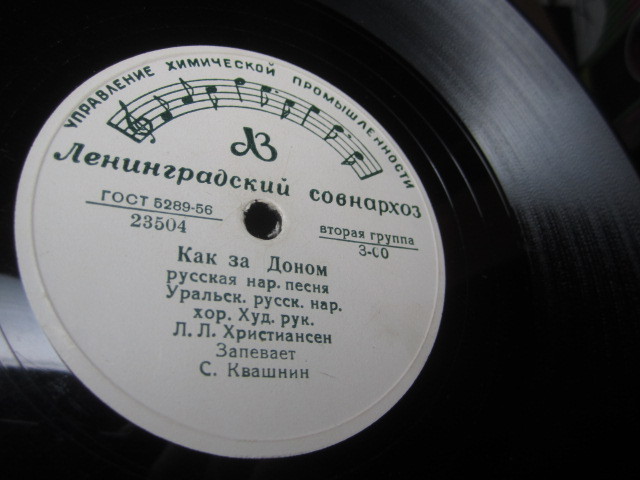 УПРАВЛЕНИЕ ХИМИЧЕСКОЙ ПРОМЫШЛЕННОСТИ
ЛЗ
Ленинградский совнархоз
ГОСТ 5289-56
23504
вторая группа
3-00
Как за Доном
русская нар. песня
Уральск. русск. нар.
хор. Худ. рук.
Л. Л. Христиансен
Запевает
С. Квашнин